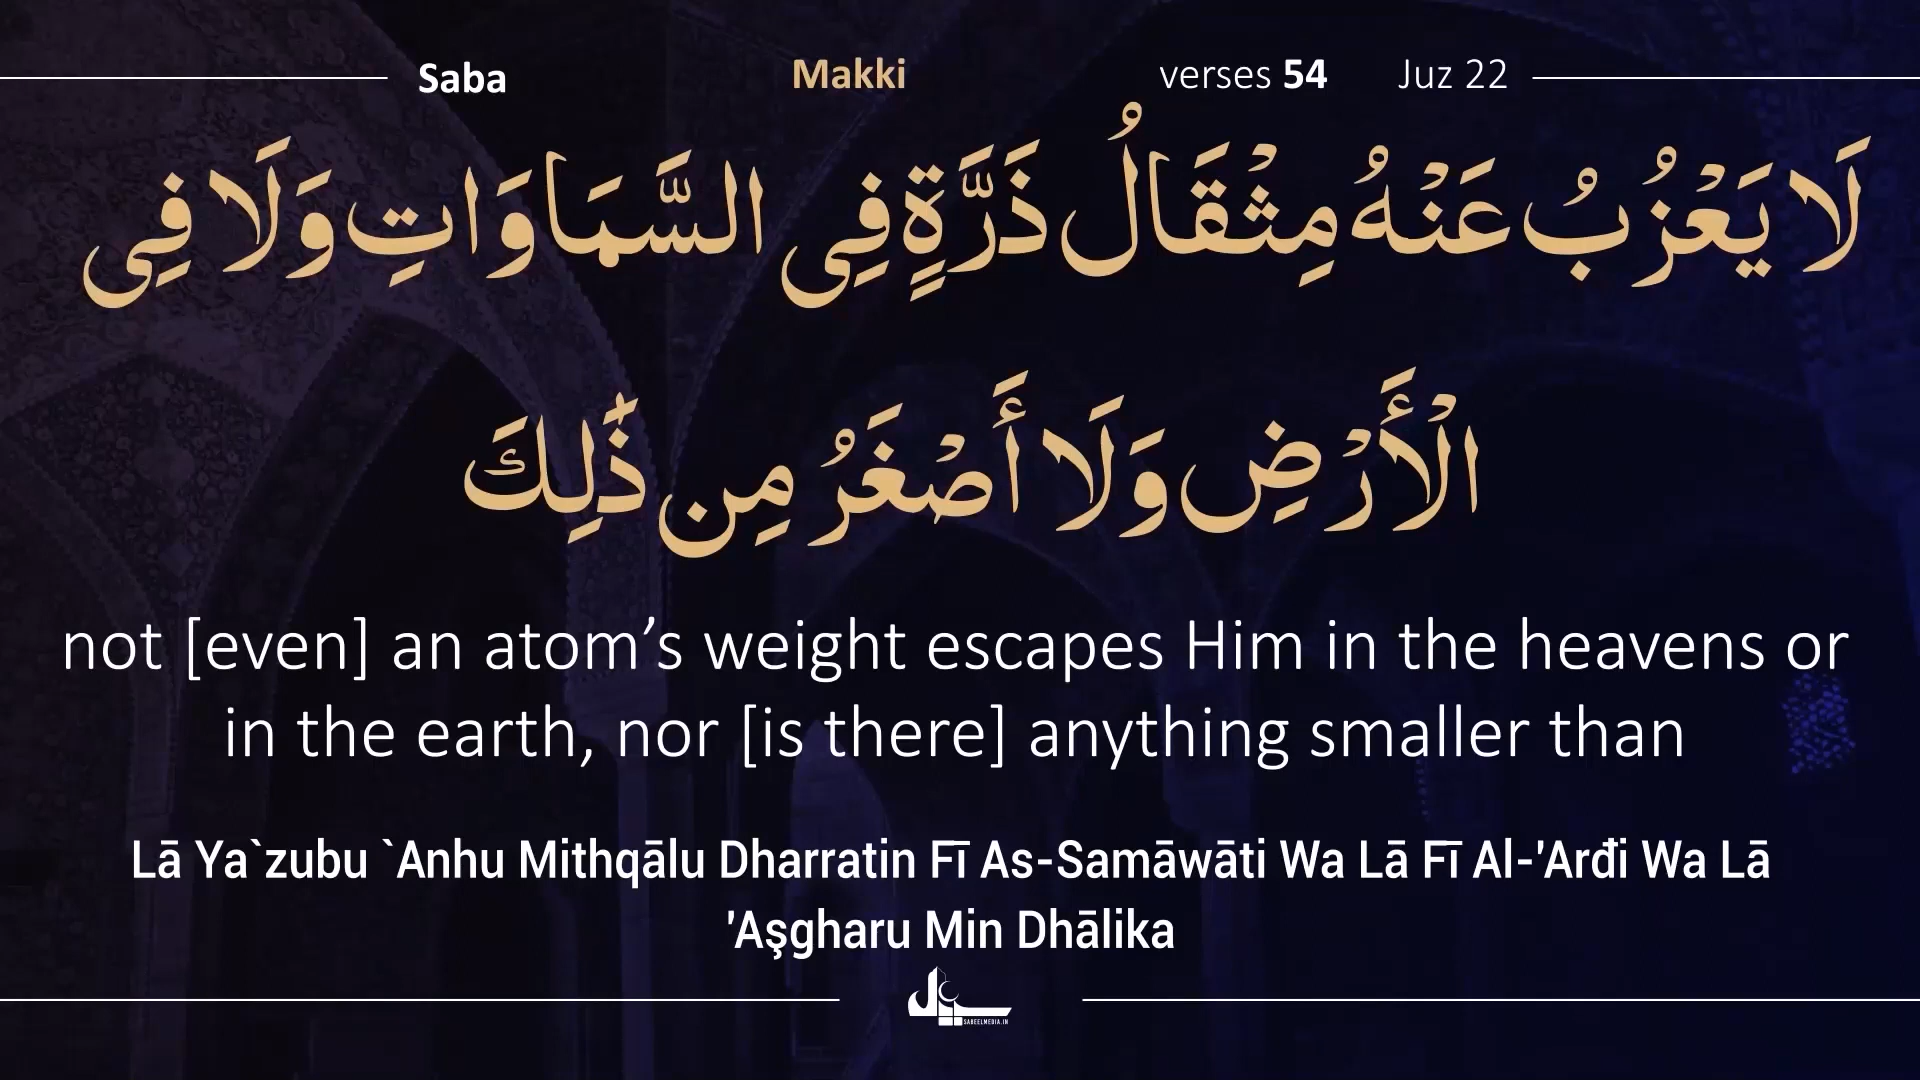 Saba Makki verses 54 Juz 22
لَا يَعْزُبُ عَنْهُ مِثْقَالُ ذَرَّةٍ فِى السَّمَاوَاتِ وَلَا فِى
الْأَرْضِ وَلَا أَصْغَرُ مِن ذَٰلِكَ
not [even] an atom’s weight escapes Him in the heavens or
in the earth, nor [is there] anything smaller than
Lā Ya`zubu `Anhu Mithqālu Dharratin Fī As-Samāwāti Wa Lā Fī Al-'Arđi Wa Lā
'Aşgharu Min Dhālika
SABEELMEDIA.IN